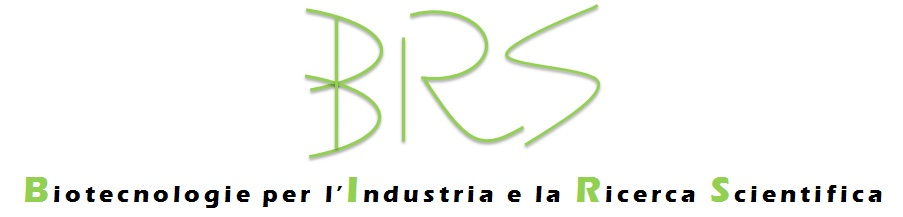 BIRS
Biotecnologie per l'Industria e la Ricerca Scientifica